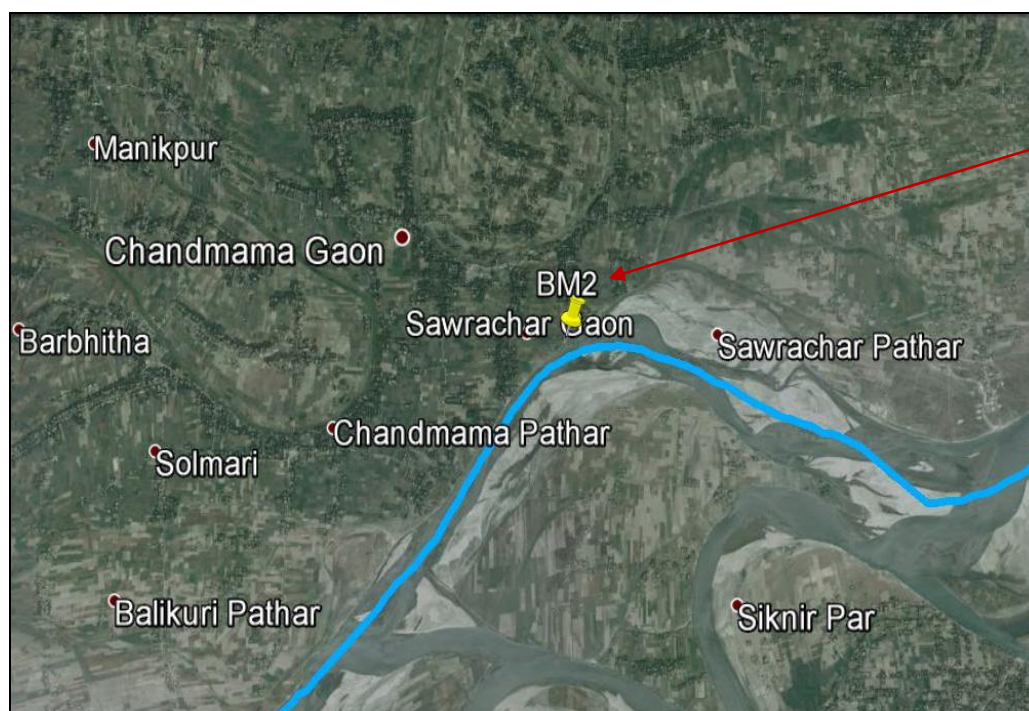 Manikpur
Chandmama Gaon
BM2
Sawrachar Gaon
Barbhitha
Sawrachar Pathar
Chandmama Pathar
Solmari
Balikuri Pathar
Siknir Par